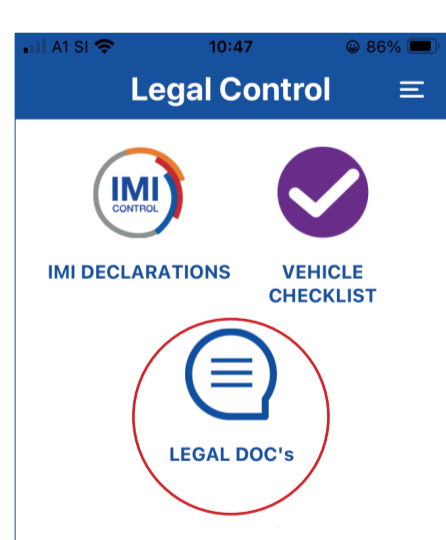 A1 SI 10:47 86%
Legal Control
IMI
CONTROL
IMI DECLARATIONS
VEHICLE
CHECKLIST
LEGAL DOC's